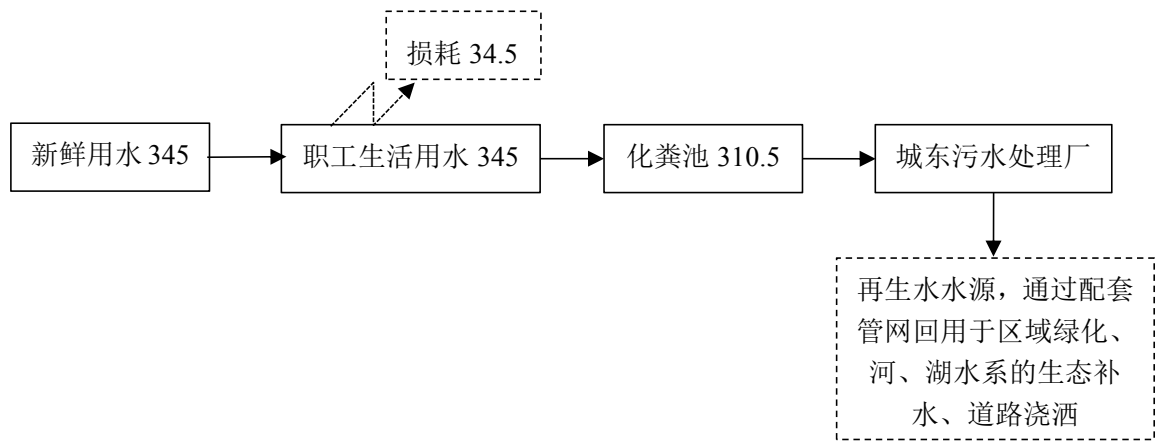 损耗 34.5
新鲜用水 345
职工生活用水 345
化粪池 310.5
城东污水处理厂
再生水水源，通过配套
管网回用于区域绿化、
河、湖水系的生态补
水、道路浇洒